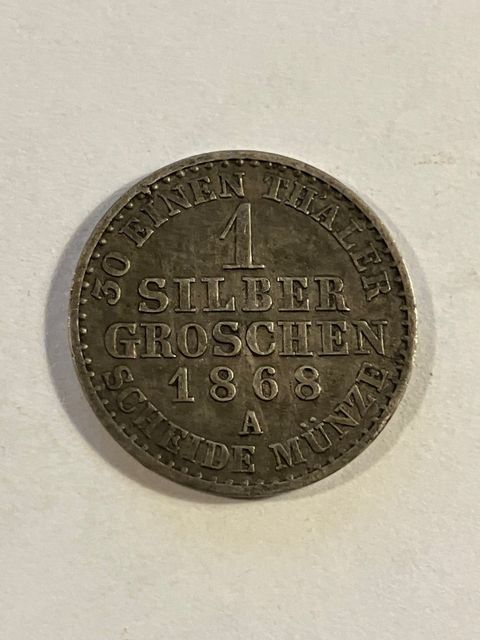 30 EINEN THALER
1
SILBER
GROSCHEN
1868
A
SCHEIDE MÜNZE